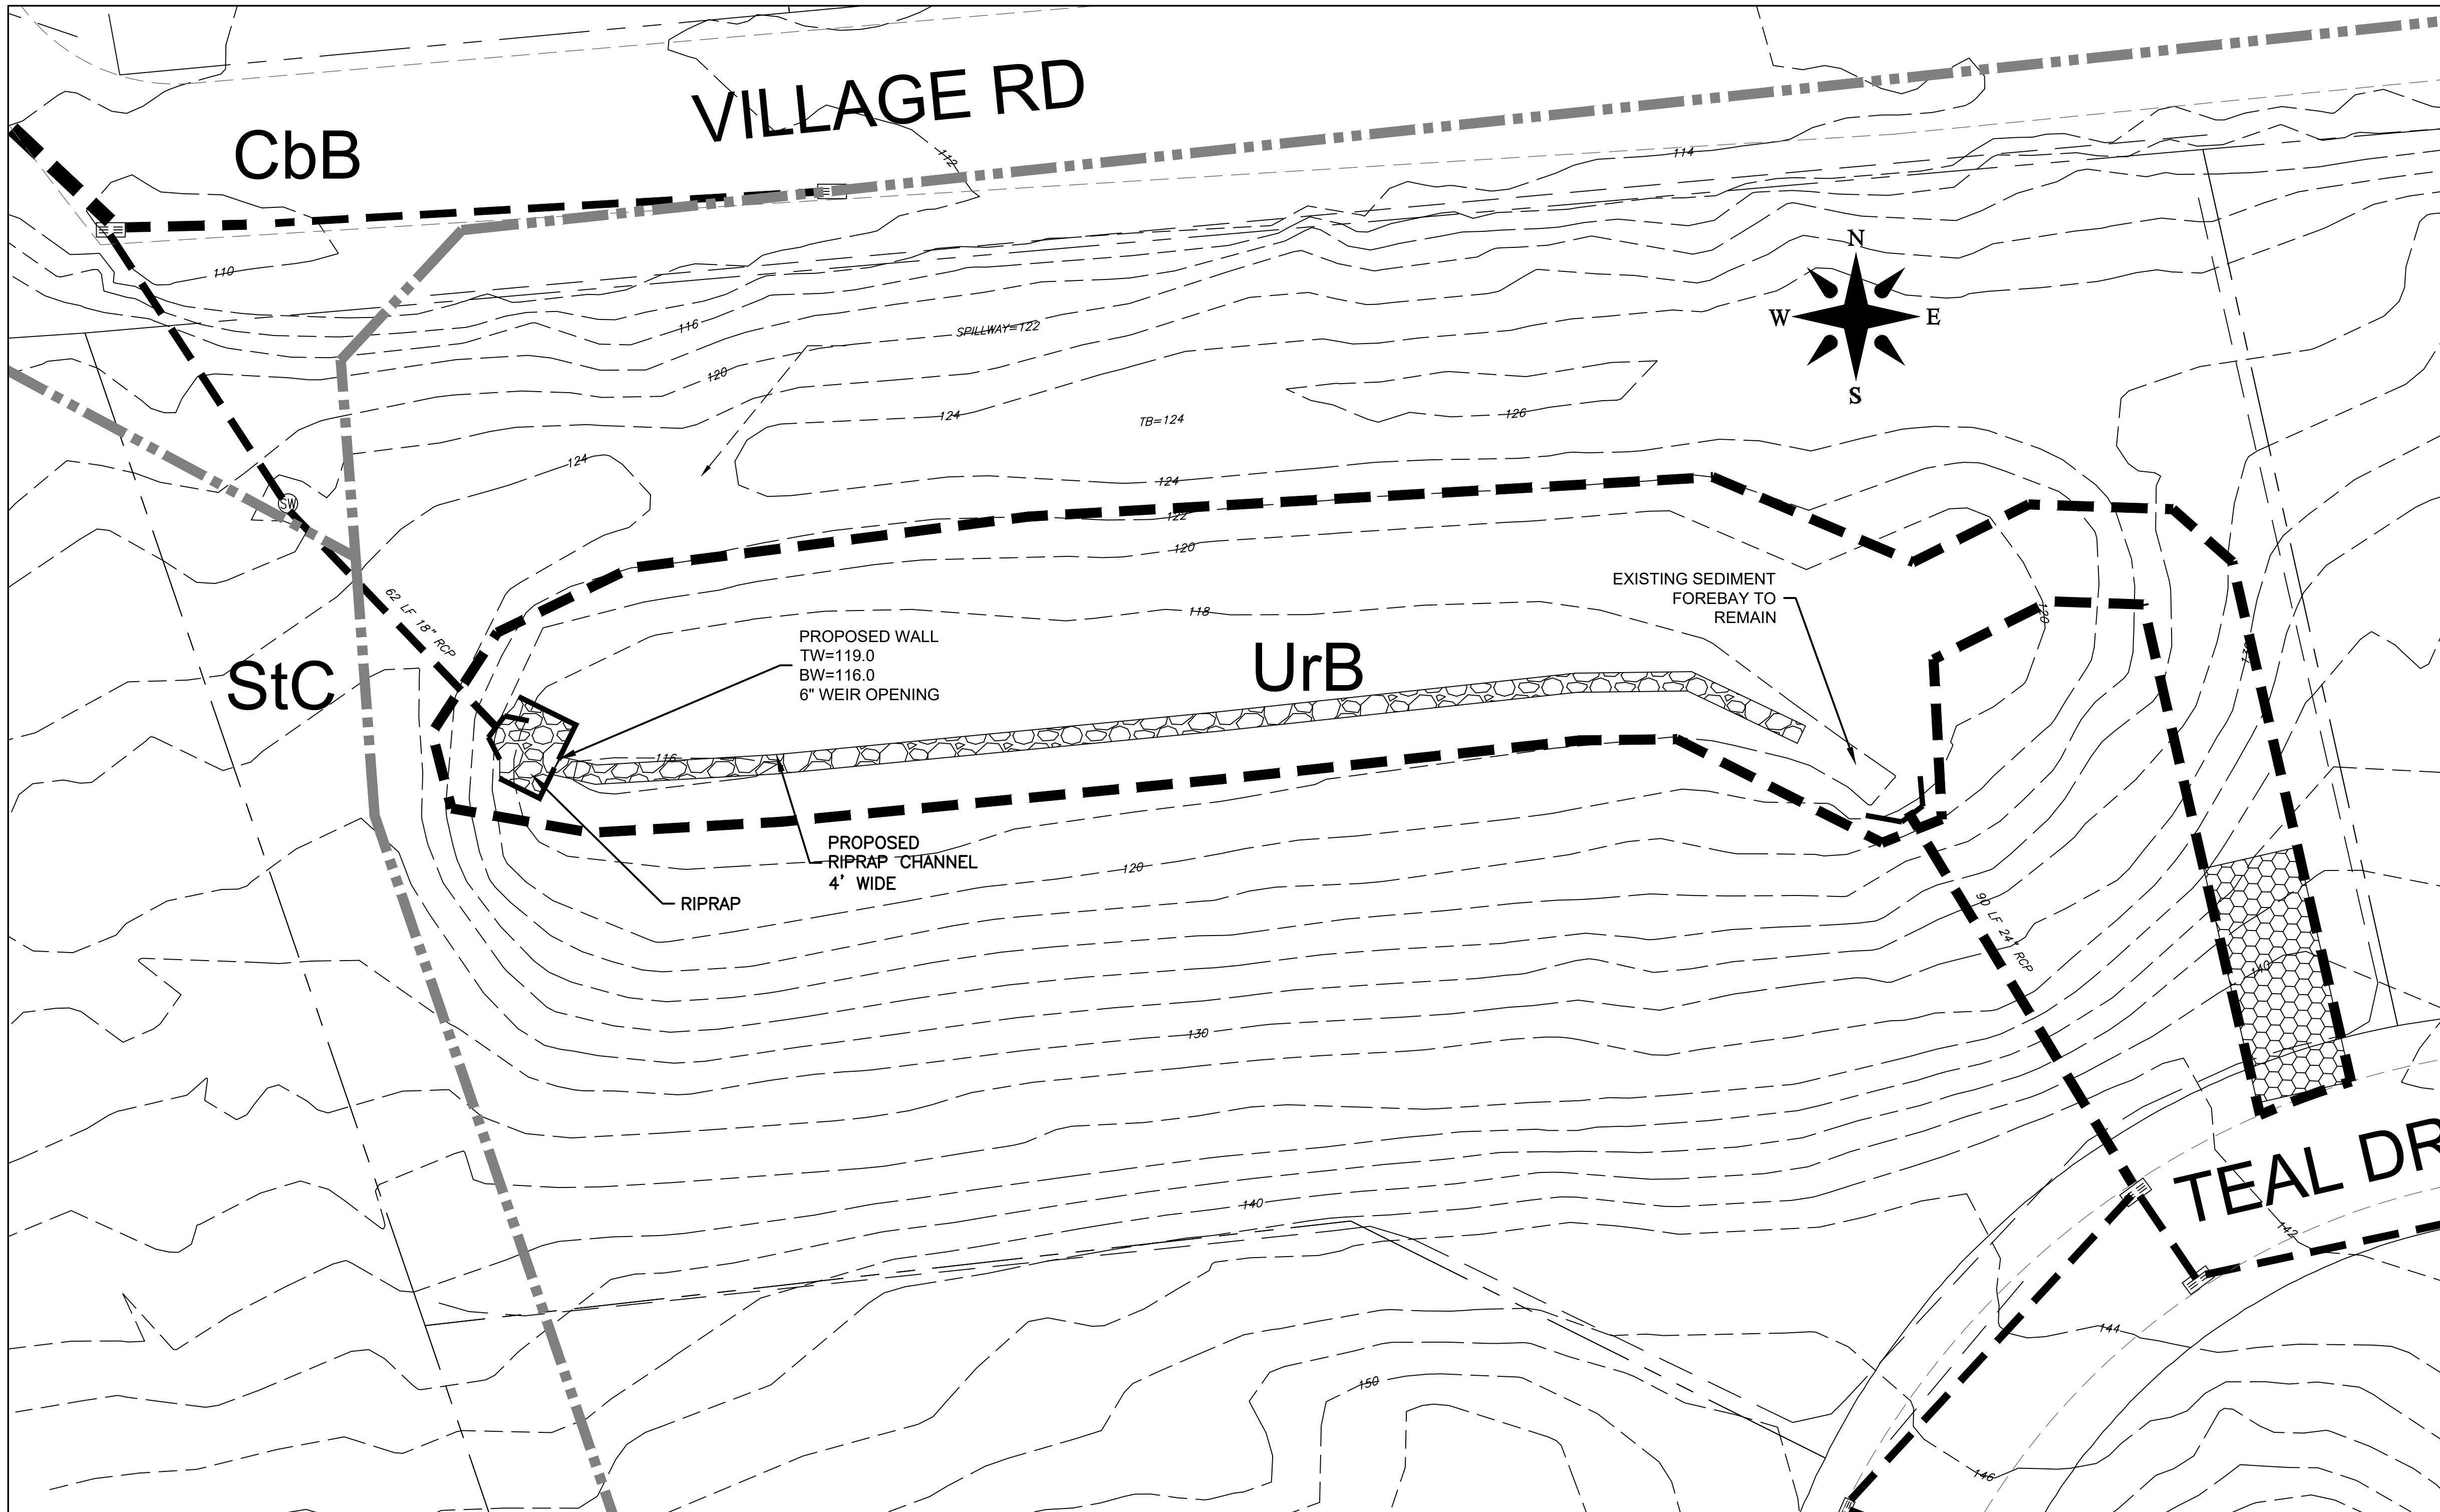 VILLAGE RD
CbB
112
114
110
N
W
E
S
116
SPILLWAY=122
120
124
TB=124
126
124
124
122
SW
120
62 LF 18" RCP
118
EXISTING SEDIMENT
FOREBAY TO
REMAIN
120
PROPOSED WALL
TW=119.0
BW=116.0
6" WEIR OPENING
UrB
StC
116
PROPOSED
RIPRAP CHANNEL
4' WIDE
120
RIPRAP
90 LF 24" RCP
140
130
TEAL DR
140
142
144
150
146